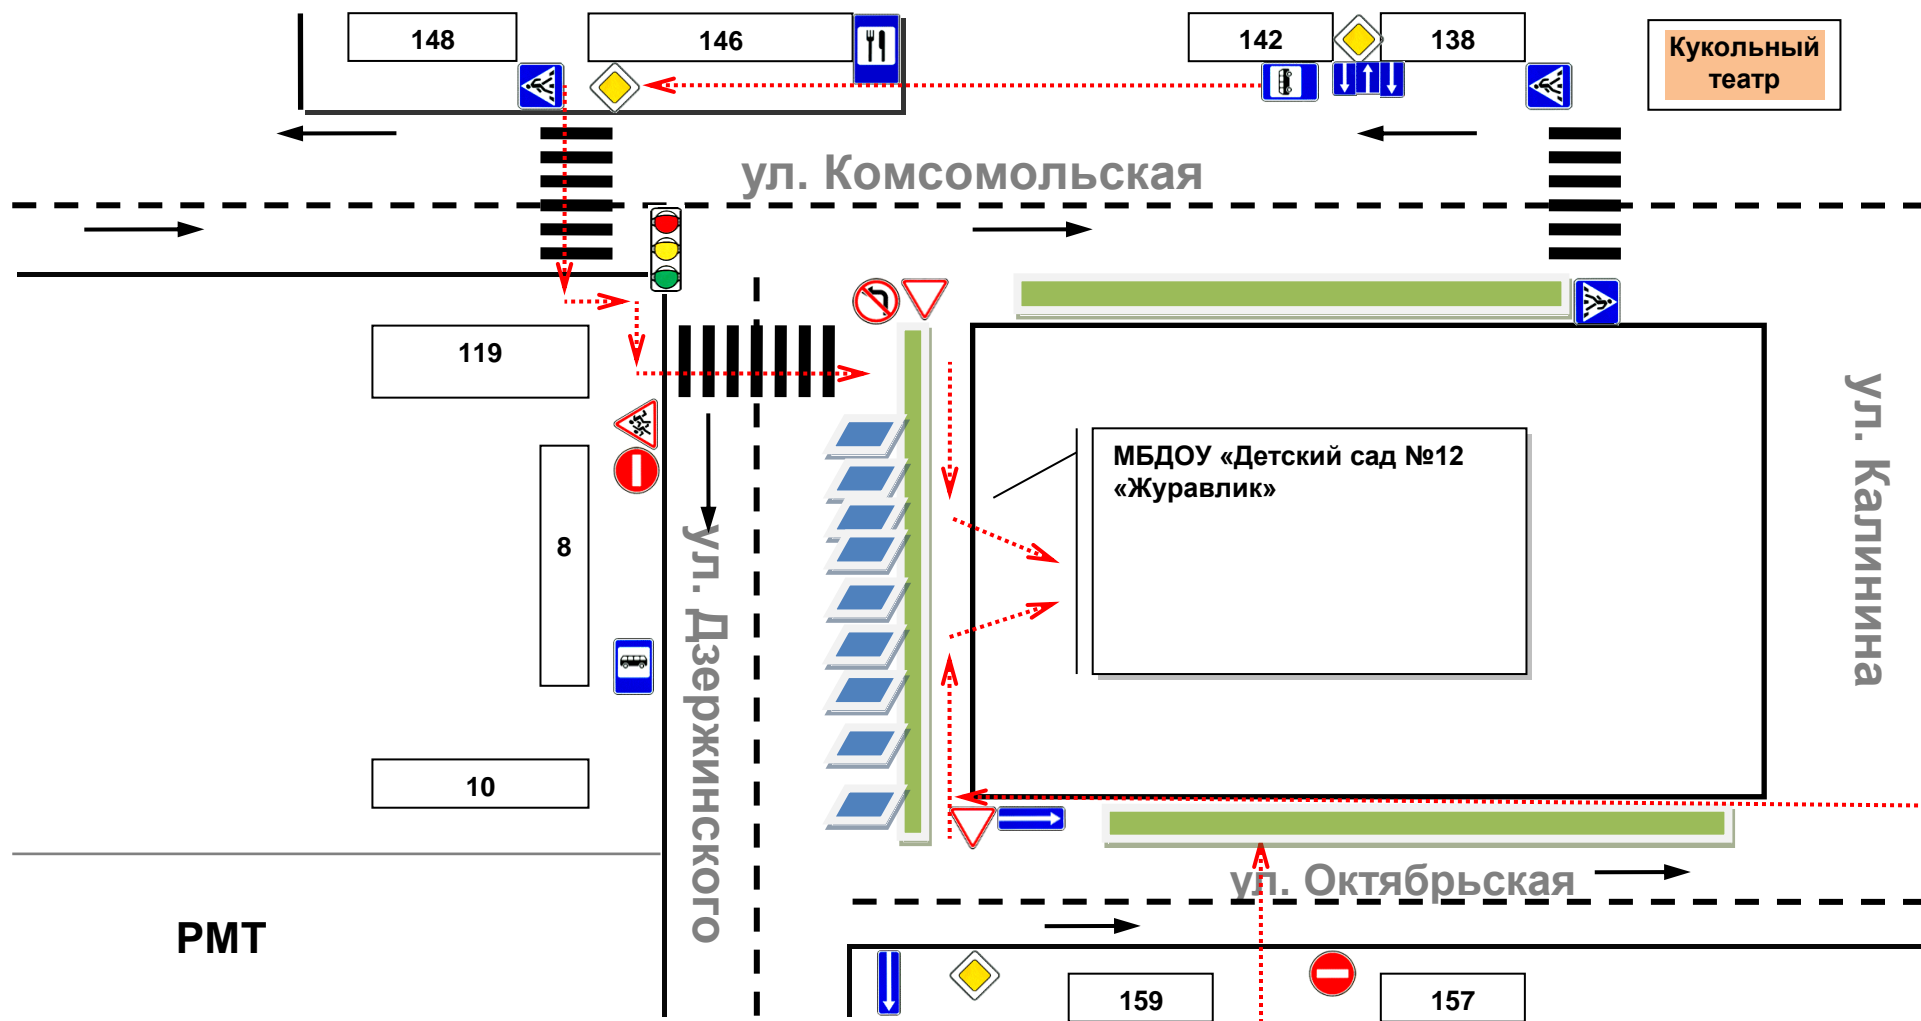 148
146
142
138
Кукольный
театр
ул. Комсомольская
119
МБДОУ «Детский сад №12
«Журавлик»
8
ул. Дзержинского
ул. Калинина
10
ул. Октябрьская
РМТ
159
157